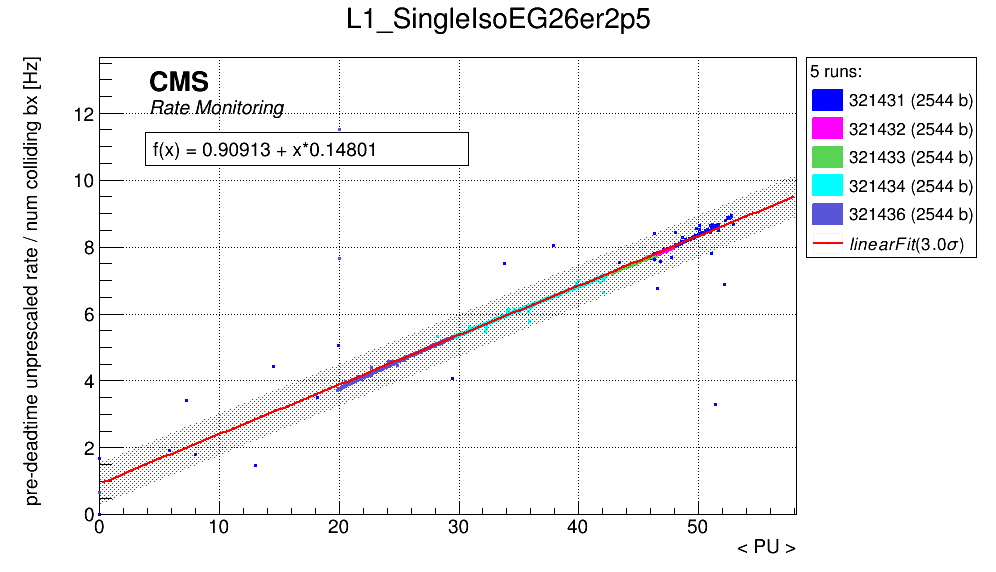 L1_SingleIsoEG26er2p5
pre-deadtime unprescaled rate / num colliding bx [Hz]
CMS
Rate Monitoring
f(x) = 0.90913 + x*0.14801
12
10
8
6
4
2
0
0 10 20 30 40 50
< PU >
5 runs:
321431 (2544 b)
321432 (2544 b)
321433 (2544 b)
321434 (2544 b)
321436 (2544 b)
linearFit(3.0σ)